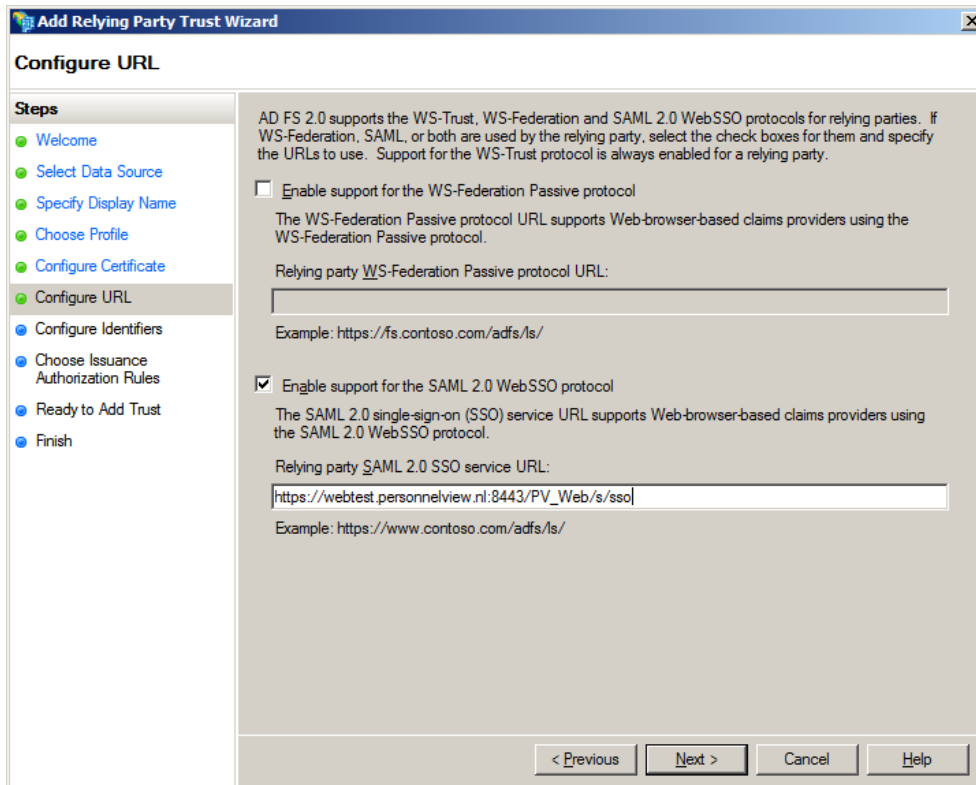 Add Relying Party Trust Wizard
Configure URL
Steps
Welcome
Select Data Source
Specify Display Name
Choose Profile
Configure Certificate
Configure URL
Configure Identifiers
Choose Issuance
Authorization Rules
Ready to Add Trust
Finish
AD FS 2.0 supports the WS-Trust, WS-Federation and SAML 2.0 WebSSO protocols for relying parties. If
WS-Federation, SAML, or both are used by the relying party, select the check boxes for them and specify
the URLs to use. Support for the WS-Trust protocol is always enabled for a relying party.
Enable support for the WS-Federation Passive protocol
The WS-Federation Passive protocol URL supports Web-browser-based claims providers using the
WS-Federation Passive protocol.
Relying party WS-Federation Passive protocol URL:
Example: https://fs.contoso.com/adfs/ls/
Enable support for the SAML 2.0 WebSSO protocol
The SAML 2.0 single-sign-on (SSO) service URL supports Web-browser-based claims providers using
the SAML 2.0 WebSSO protocol.
Relying party SAML 2.0 SSO service URL:
https://webtest.personnelview.nl:8443/PV_Web/s/sso
Example: https://www.contoso.com/adfs/ls/
< Previous
Next >
Cancel
Help